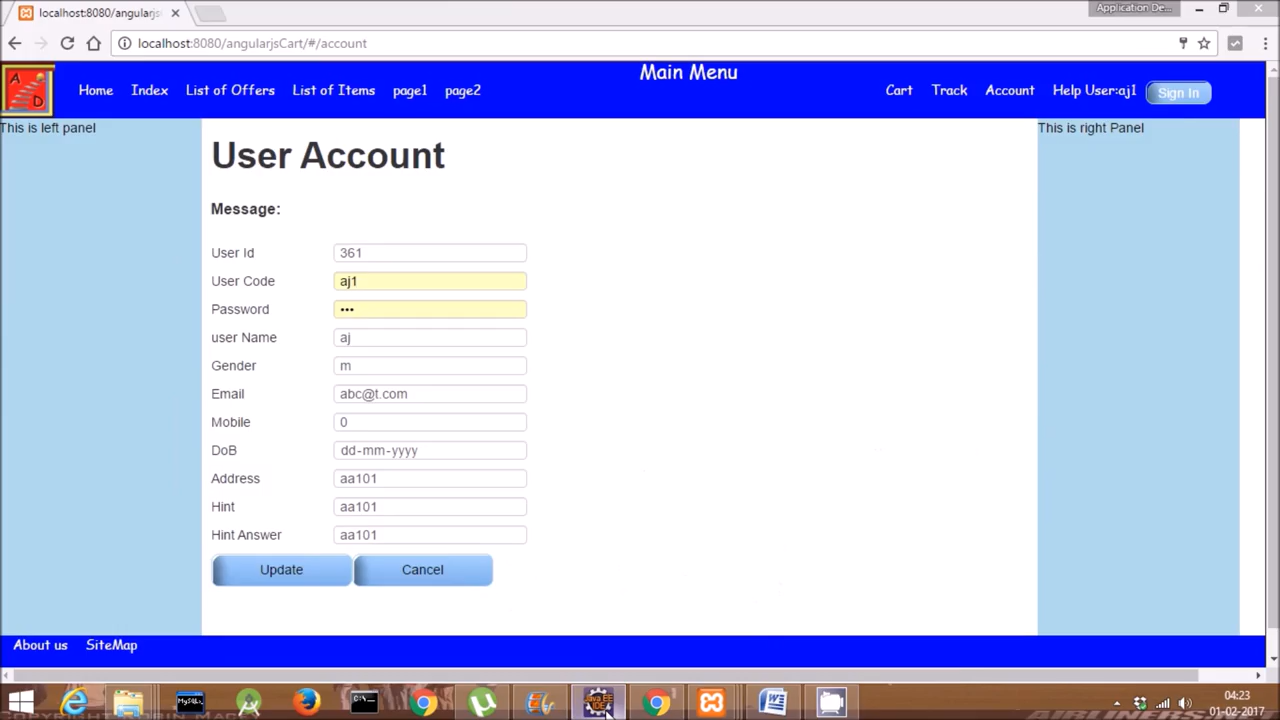 localhost:8080/angularjs
Application De...
localhost:8080/angularjsCart/#/account
Main Menu
A
D
Home Index List of Offers List of Items page1 page2 Cart Track Account Help User:aj1 Sign In
This is left panel
This is right Panel
User Account
Message:
User Id 361
User Code aj1
Password •••
user Name aj
Gender m
Email abc@t.com
Mobile 0
DoB dd-mm-yyyy
Address aa101
Hint aa101
Hint Answer aa101
Update Cancel
About us SiteMap
MySQL
C:\
Java EE
IDE
04:23
01-02-2017